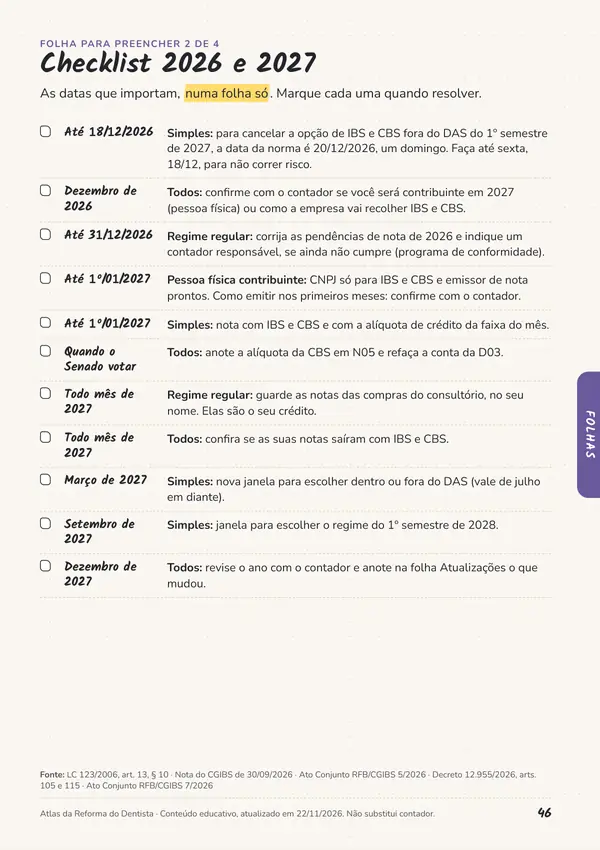 FOLHA PARA PREENCHER 2 DE 4
Checklist 2026 e 2027
As datas que importam, numa folha só. Marque cada uma quando resolver.
Até 18/12/2026
Simples: para cancelar a opção de IBS e CBS fora do DAS do 1º semestre
de 2027, a data da norma é 20/12/2026, um domingo. Faça até sexta,
18/12, para não correr risco.
Dezembro de
2026
Todos: confirme com o contador se você será contribuinte em 2027
(pessoa física) ou como a empresa vai recolher IBS e CBS.
Até 31/12/2026
Regime regular: corrija as pendências de nota de 2026 e indique um
contador responsável, se ainda não cumpre (programa de conformidade).
Até 1º/01/2027
Pessoa física contribuinte: CNPJ só para IBS e CBS e emissor de nota
prontos. Como emitir nos primeiros meses: confirme com o contador.
Até 1º/01/2027
Simples: nota com IBS e CBS e com a alíquota de crédito da faixa do mês.
Quando o
Senado votar
Todos: anote a alíquota da CBS em N05 e refaça a conta da D03.
Todo mês de
2027
Regime regular: guarde as notas das compras do consultório, no seu
nome. Elas são o seu crédito.
Todo mês de
2027
Todos: confira se as suas notas saíram com IBS e CBS.
Março de 2027
Simples: nova janela para escolher dentro ou fora do DAS (vale de julho
em diante).
Setembro de
2027
Simples: janela para escolher o regime do 1º semestre de 2028.
Dezembro de
2027
Todos: revise o ano com o contador e anote na folha Atualizações o que
mudou.
FOLHAS
Fonte: LC 123/2006, art. 13, § 10 · Nota do CGIBS de 30/09/2026 · Ato Conjunto RFB/CGIBS 5/2026 · Decreto 12.955/2026, arts.
105 e 115 · Ato Conjunto RFB/CGIBS 7/2026
Atlas da Reforma do Dentista · Conteúdo educativo, atualizado em 22/11/2026. Não substitui contador.
46